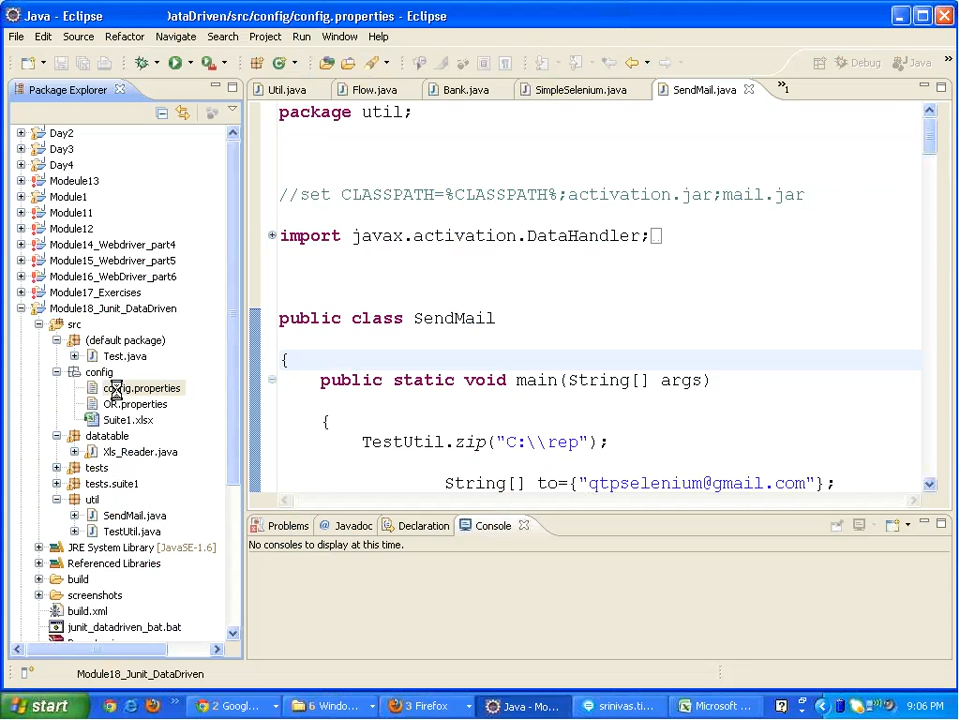 Java - Eclipse DataDriven/src/config/config.properties - Eclipse
File Edit Source Refactor Navigate Search Project Run Window Help
Debug Java »
Package Explorer
Util.java Flow.java Bank.java SimpleSelenium.java SendMail.java »1
Day2
Day3
Day4
Modeule13
Module1
Module11
Module12
Module14_Webdriver_part4
Module15_WebDriver_part5
Module16_WebDriver_part6
Module17_Exercises
Module18_Junit_DataDriven
src
(default package)
Test.java
config
config.properties
OR.properties
Suite1.xlsx
datatable
Xls_Reader.java
tests
tests.suite1
util
SendMail.java
TestUtil.java
JRE System Library [JavaSE-1.6]
Referenced Libraries
build
screenshots
build.xml
junit_datadriven_bat.bat
package util;
//set CLASSPATH=%CLASSPATH%;activation.jar;mail.jar
import javax.activation.DataHandler;
public class SendMail
{
public static void main(String[] args)
{
TestUtil.zip("C:\\rep");
String[] to={"qtpselenium@gmail.com"};
Problems Javadoc Declaration Console
No consoles to display at this time.
Module18_Junit_DataDriven
start » 2 Googl... 6 Windo... 3 Firefox Java - Mo... srinivas.ti... Microsoft ... 9:06 PM